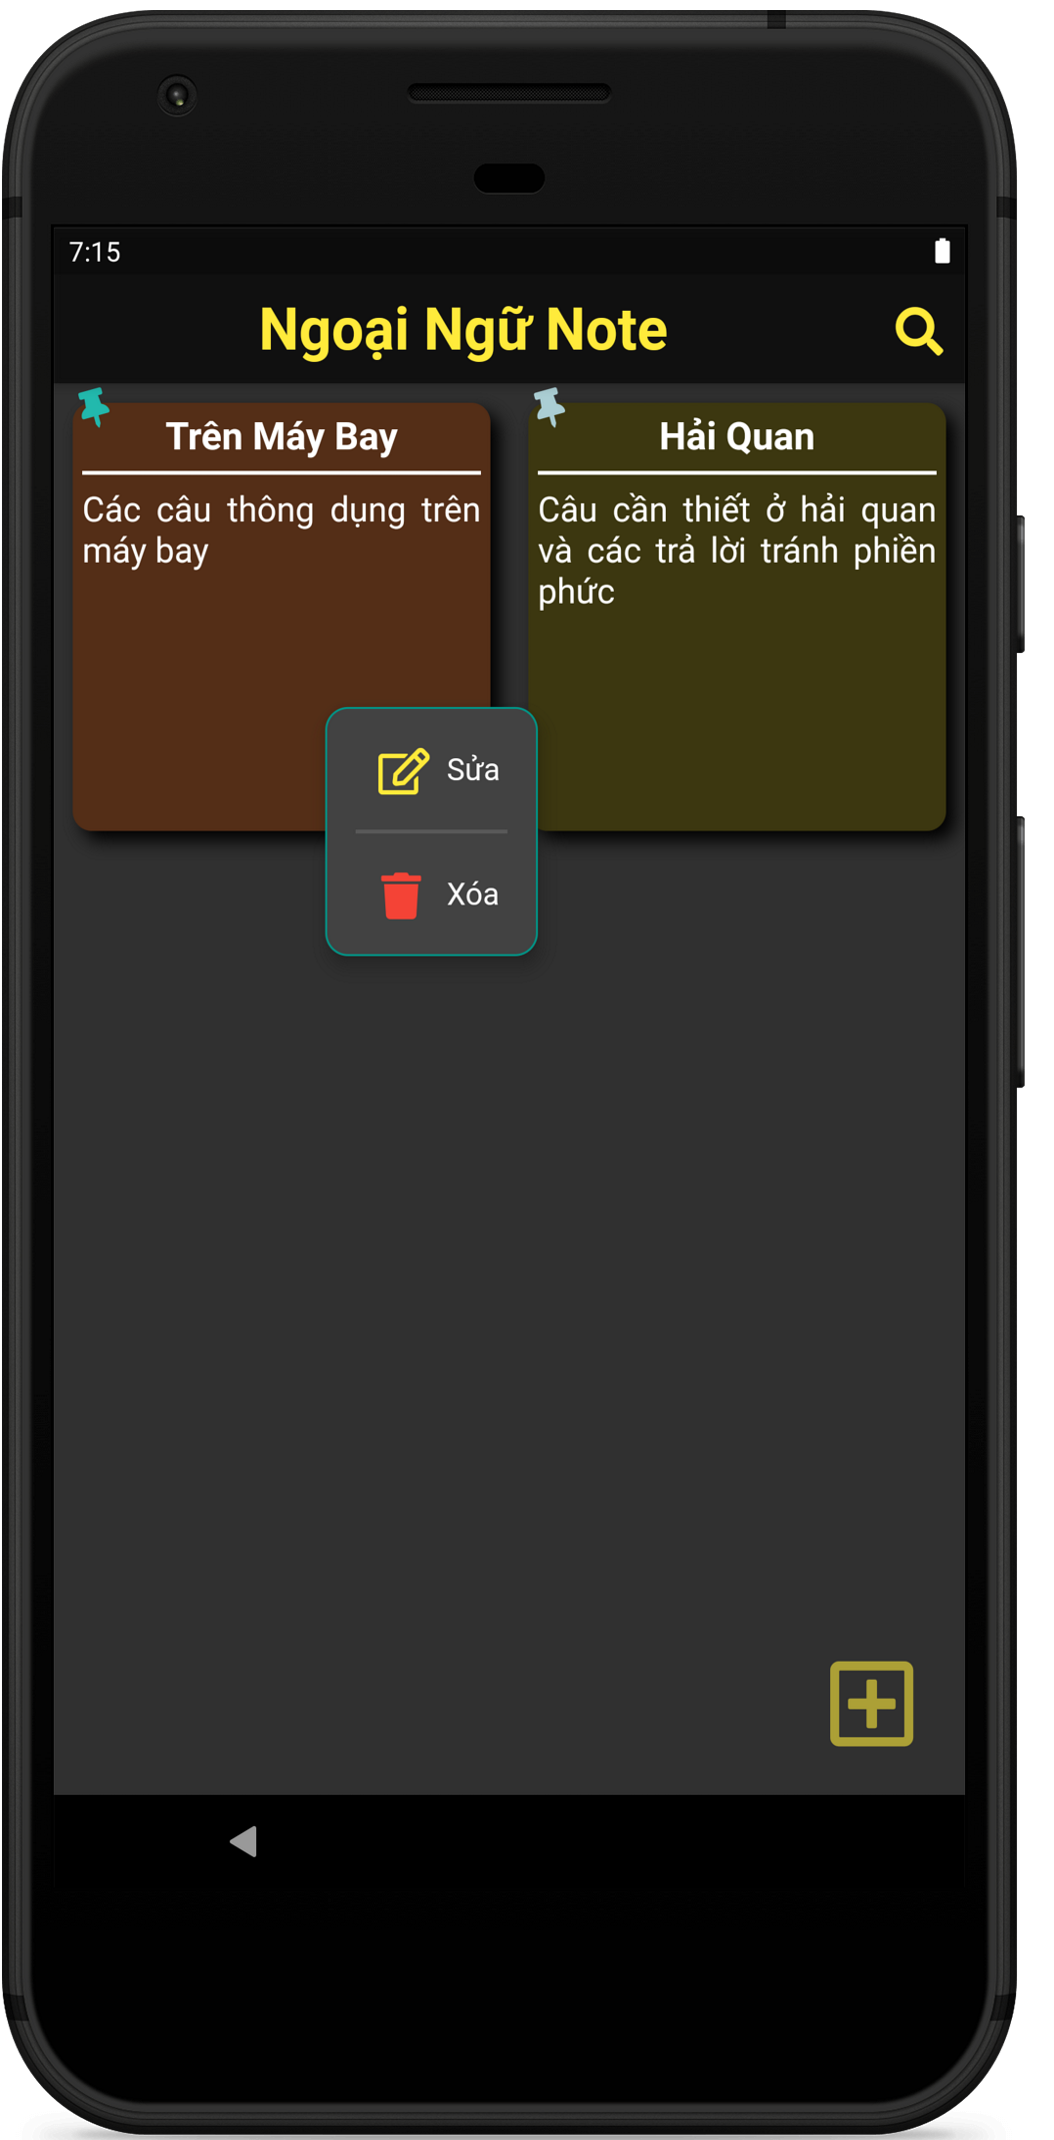 7:15
Ngoại Ngữ Note
Trên Máy Bay
Các câu thông dụng trên
máy bay
Hải Quan
Câu cần thiết ở hải quan
và các trả lời tránh phiền
phức
Sửa
Xóa